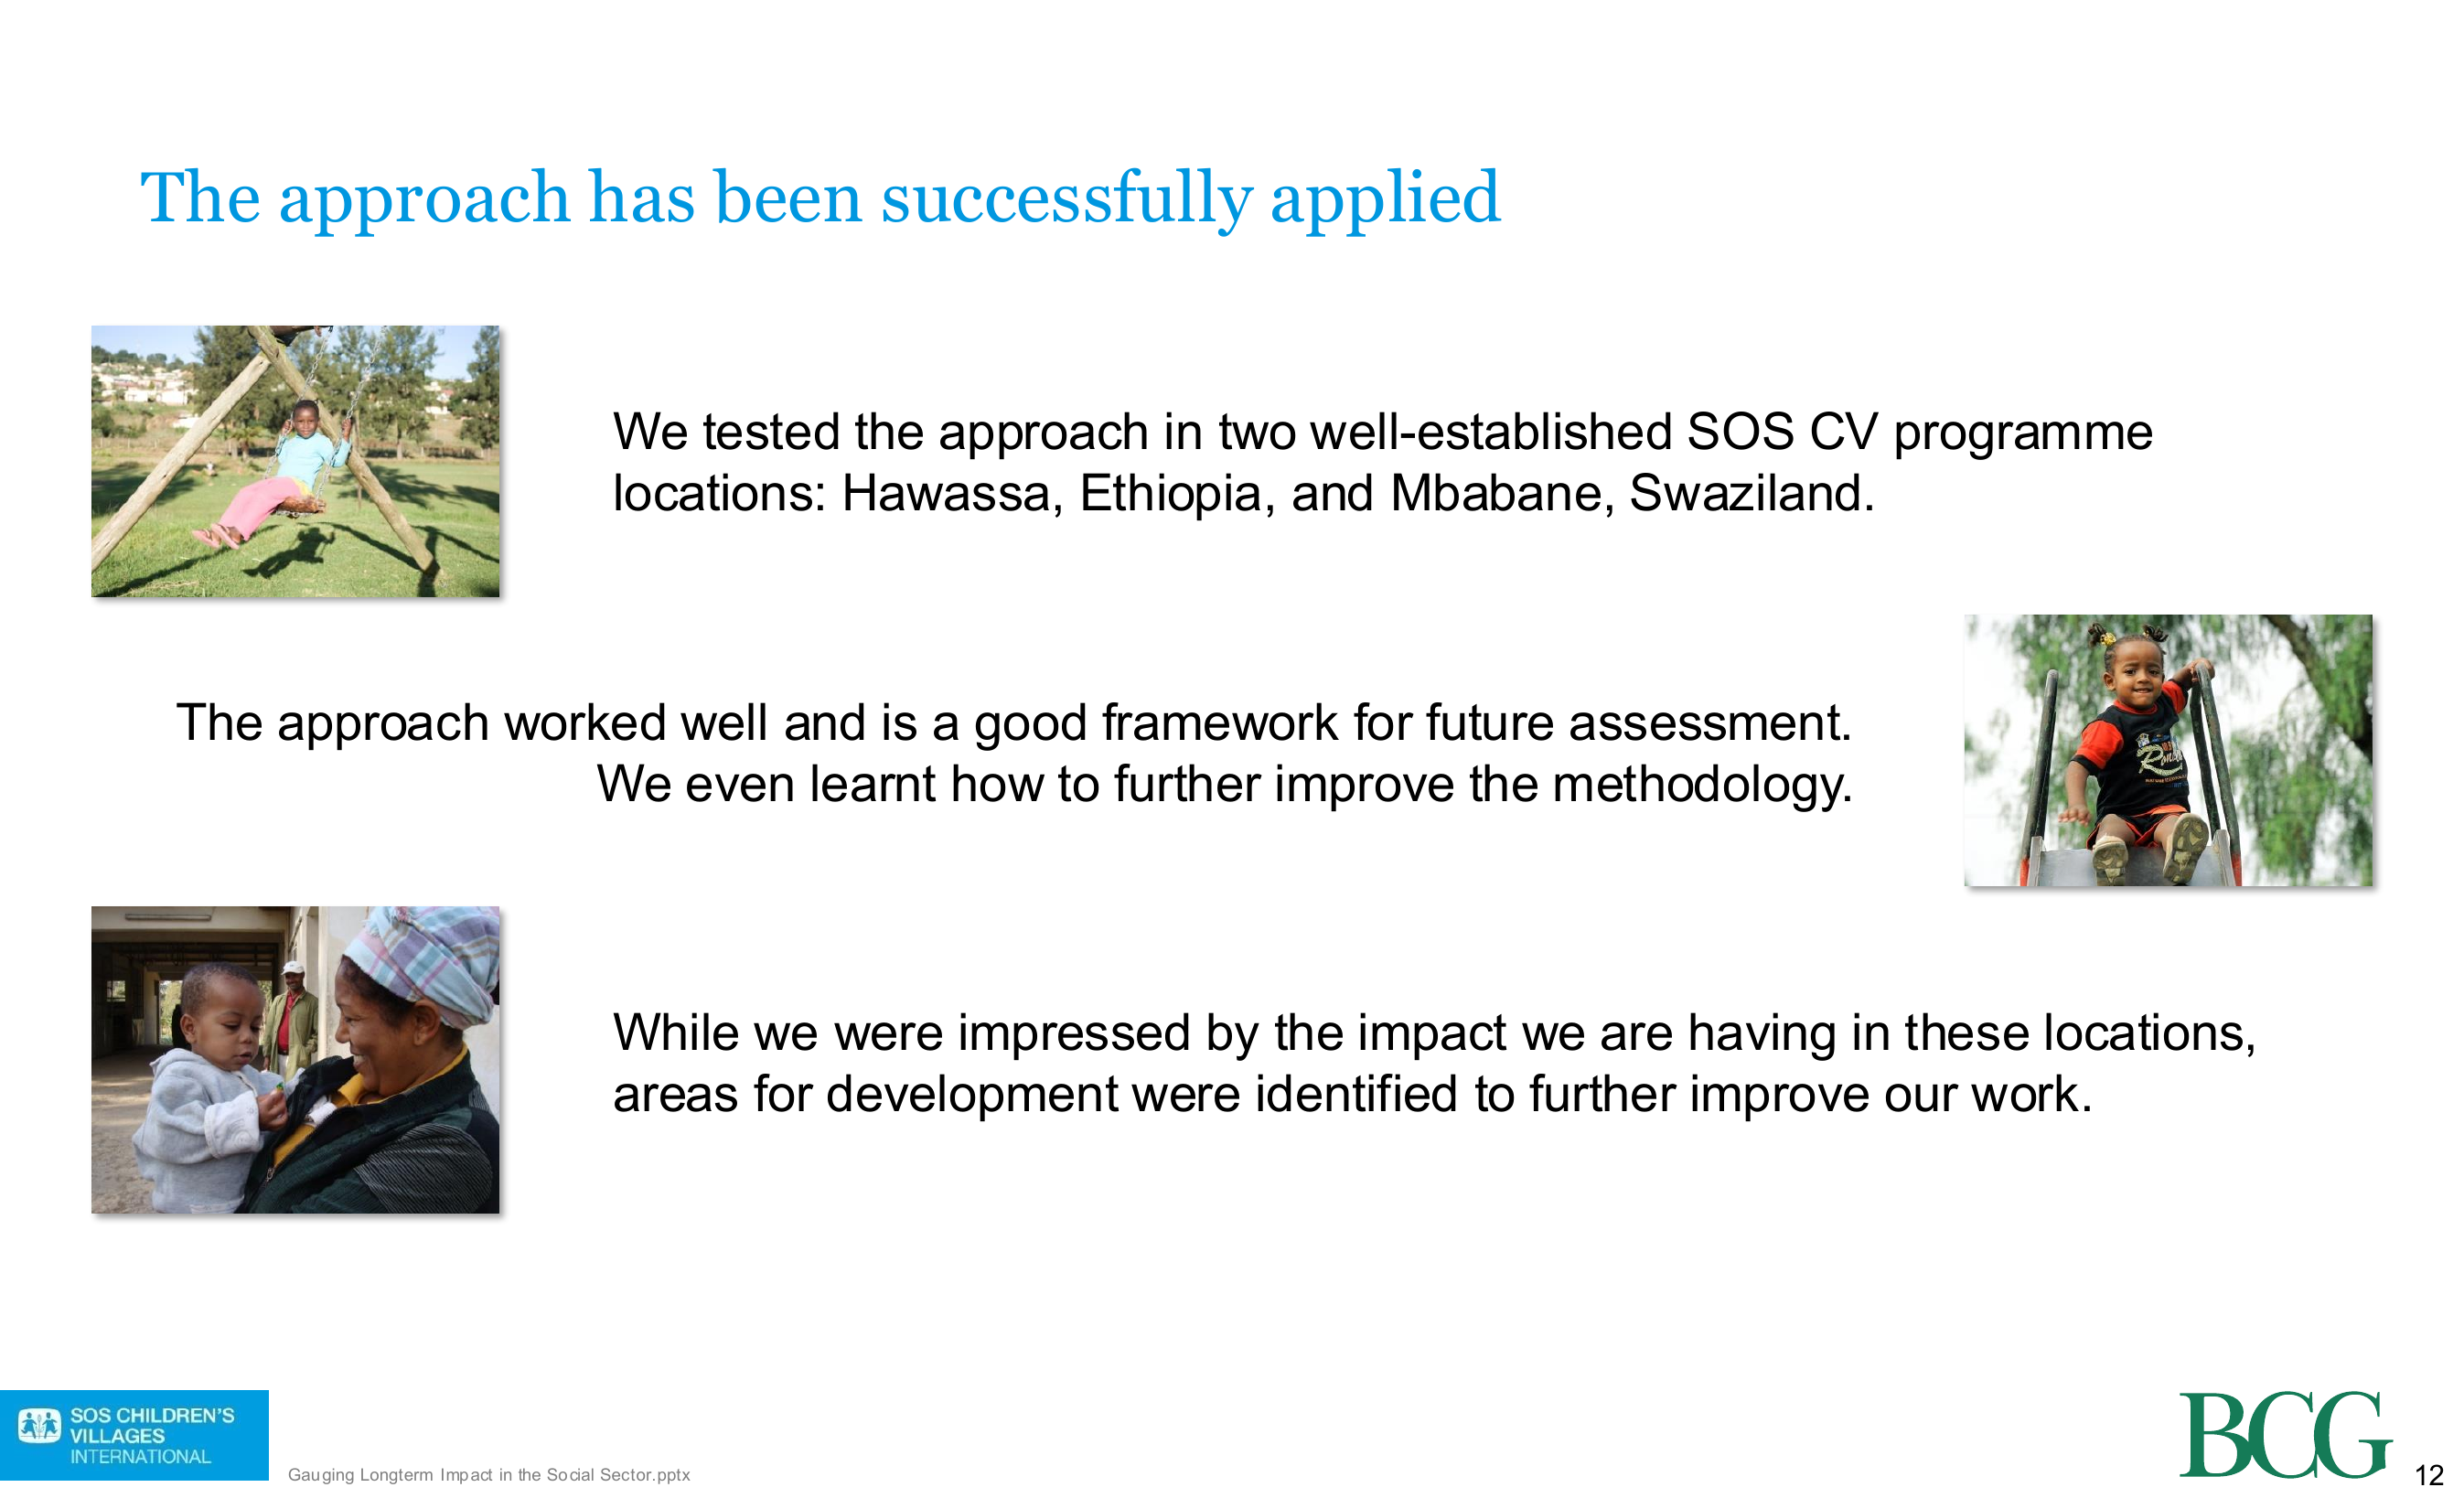 The approach has been successfully applied
We tested the approach in two well-established SOS CV programme
locations: Hawassa, Ethiopia, and Mbabane, Swaziland.
The approach worked well and is a good framework for future assessment.
We even learnt how to further improve the methodology.
While we were impressed by the impact we are having in these locations,
areas for development were identified to further improve our work.
SOS CHILDREN'S
VILLAGES
INTERNATIONAL
Gauging Longterm Impact in the Social Sector.pptx
BCG
12